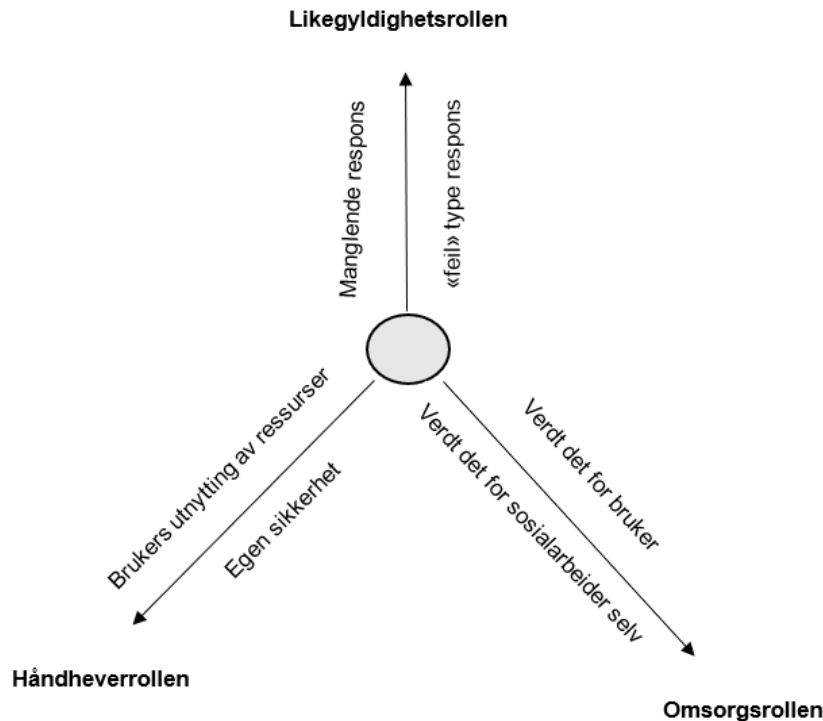 Likegyldighetsrollen
Manglende respons
«feil» type respons
Brukers utnytting av ressurser
Egen sikkerhet
Verdt det for bruker
Verdt det for sosialarbeider selv
Håndheverrollen
Omsorgsrollen